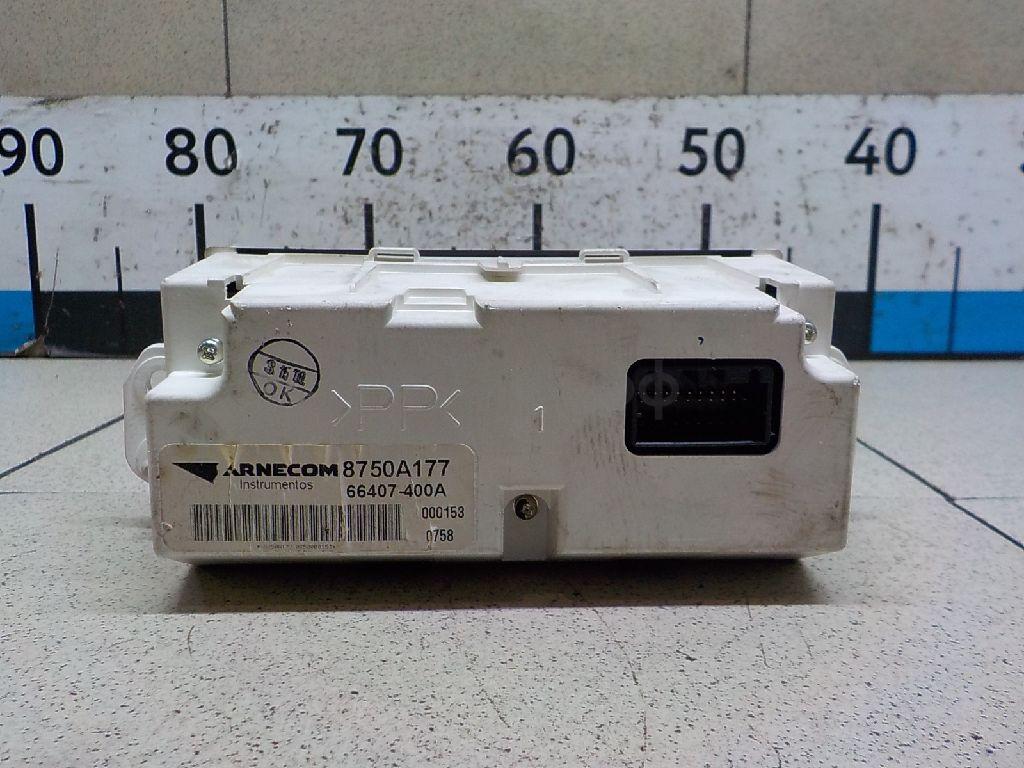 90 80 70 60 50 40
OK
>PP<
1
ARNECOM 8750A177
Instrumentos 66407-400A
000153
0758